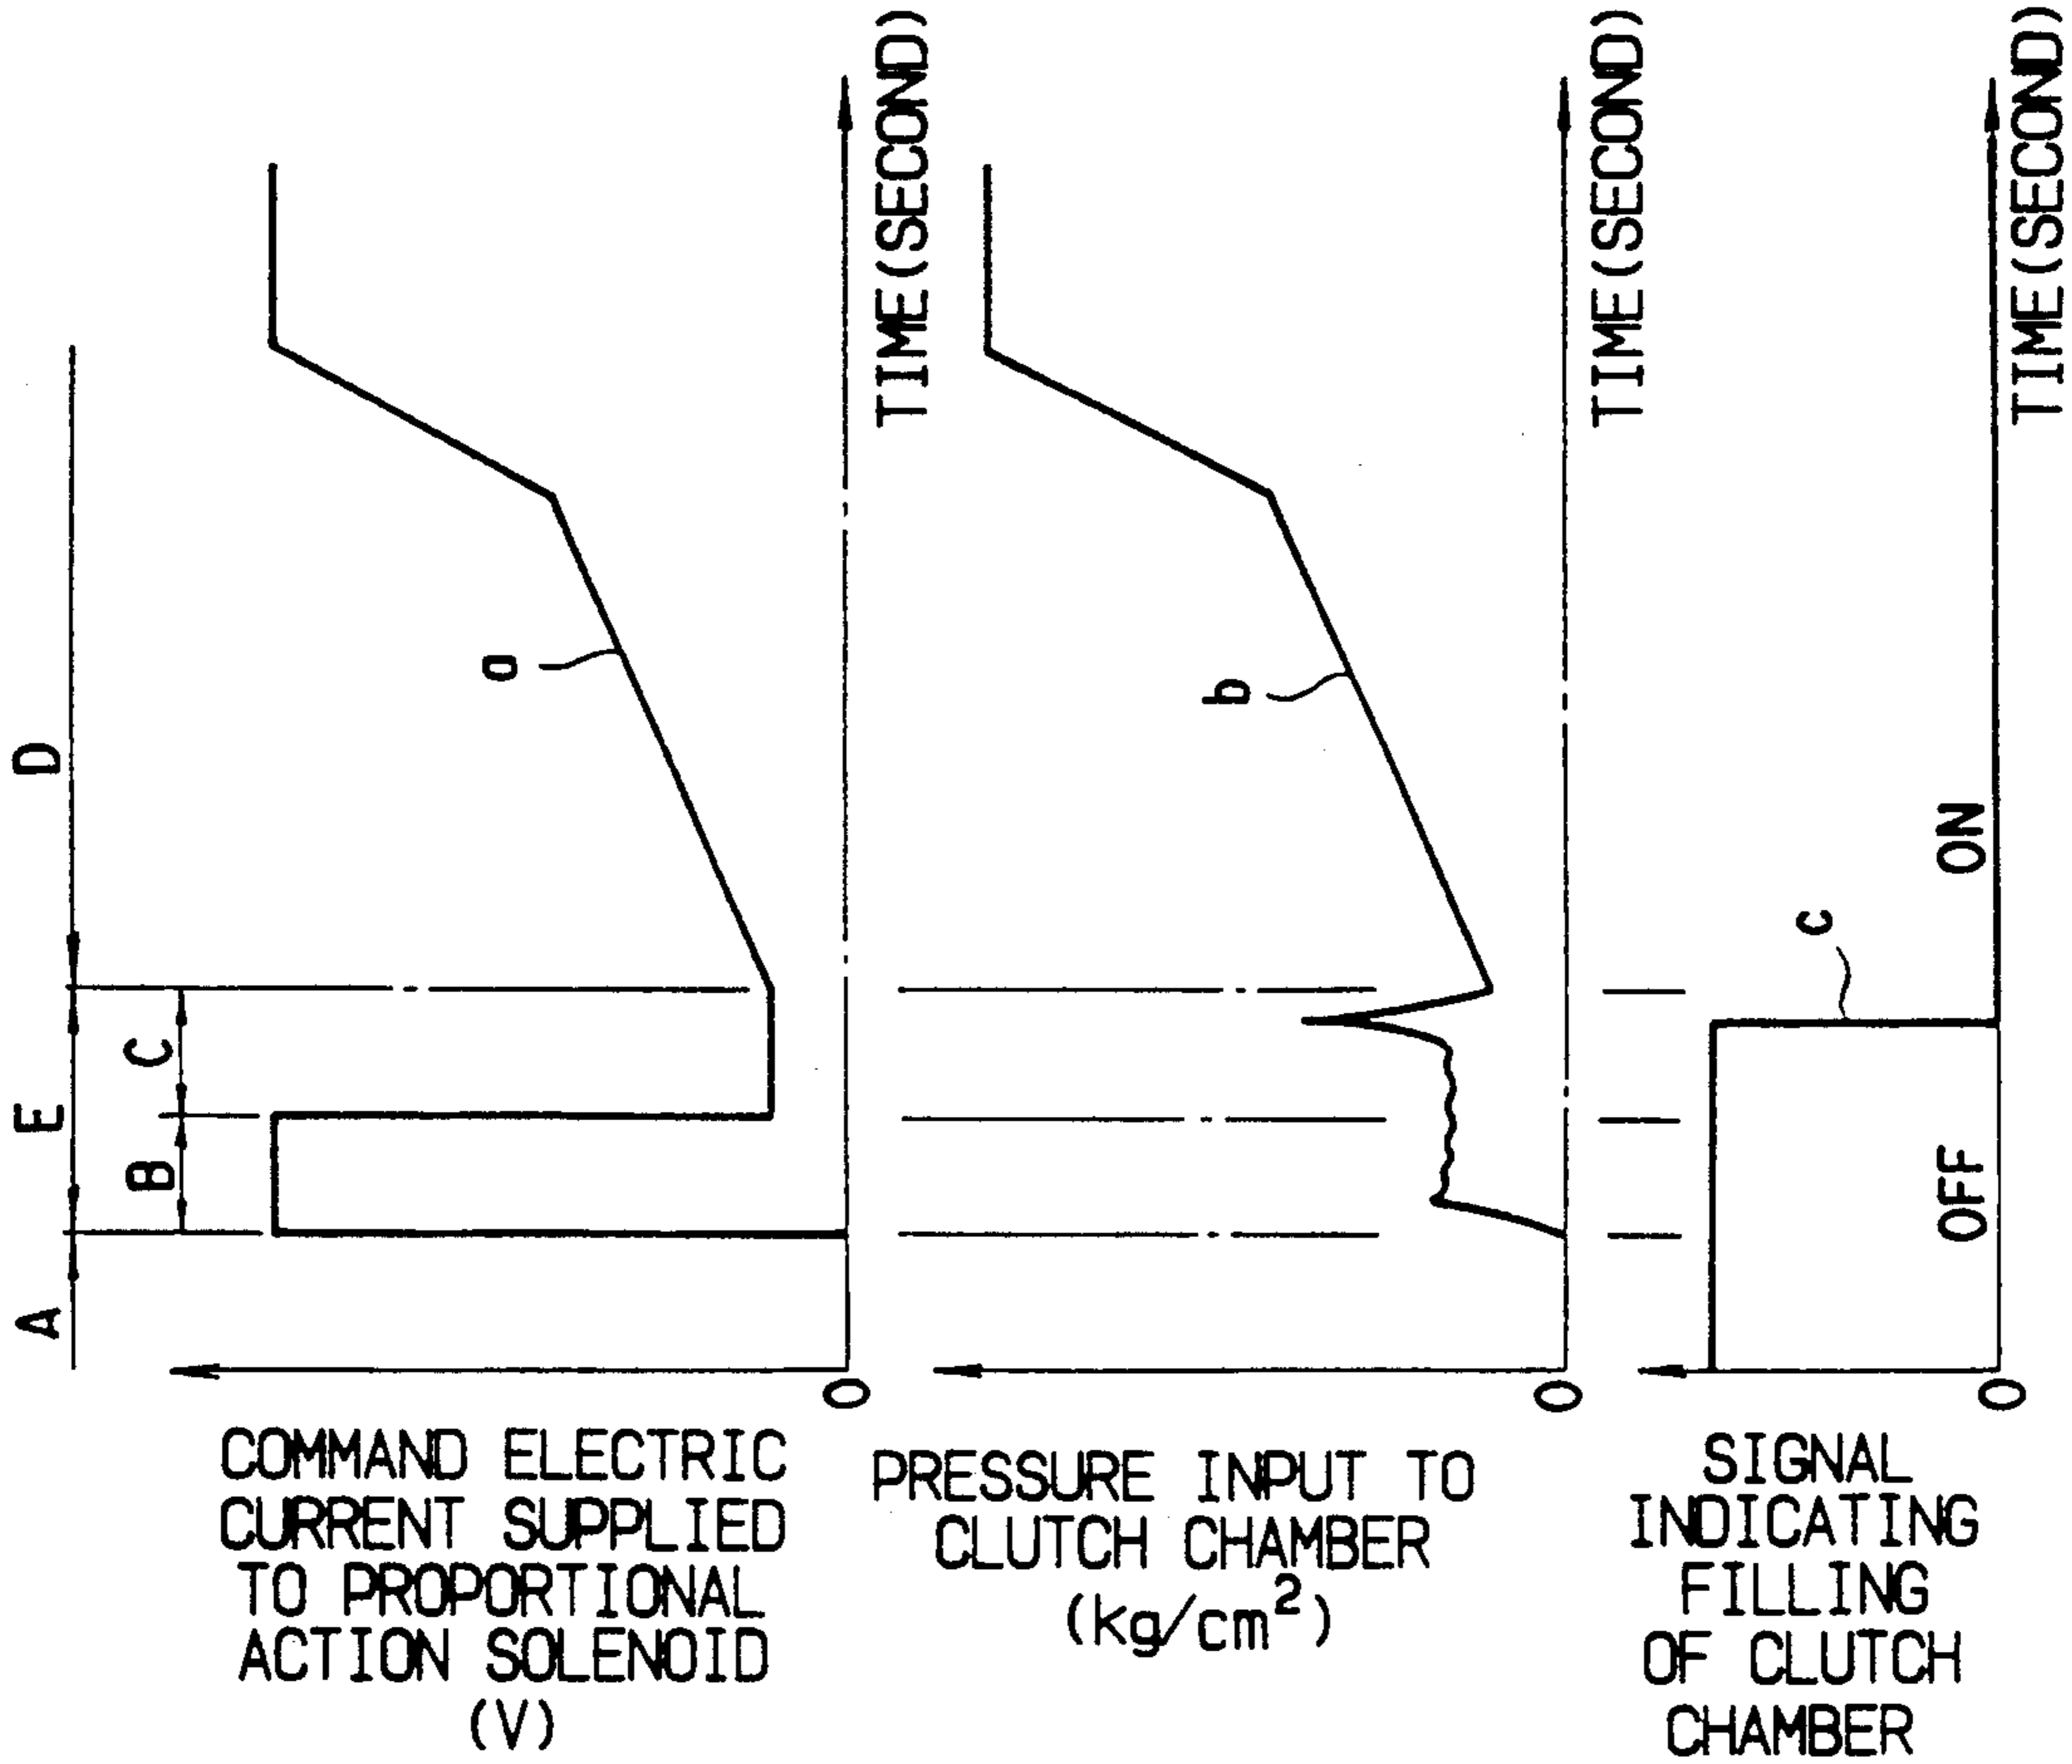 A
E
D
B
C
a
COMMAND ELECTRIC
CURRENT SUPPLIED
TO PROPORTIONAL
ACTION SOLENOID
(V)
0
TIME(SECOND)
b
PRESSURE INPUT TO
CLUTCH CHAMBER
(kg/cm²)
0
TIME(SECOND)
c
OFF
ON
SIGNAL
INDICATING
FILLING
OF CLUTCH
CHAMBER
0
TIME(SECOND)